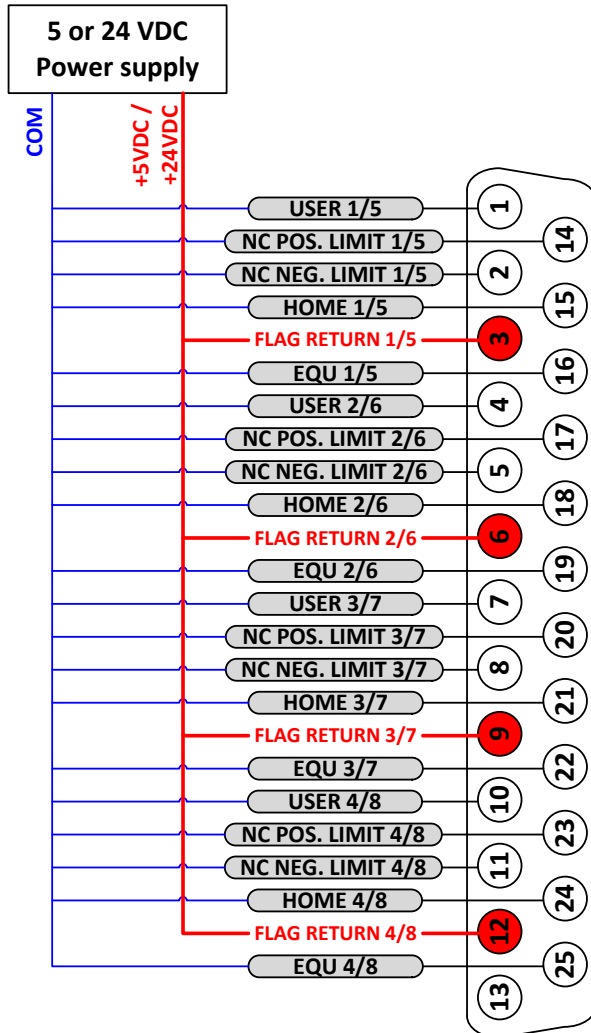 5 or 24 VDC
Power supply
COM
+5VDC /
+24VDC
USER 1/5
1
NC POS. LIMIT 1/5
14
NC NEG. LIMIT 1/5
2
HOME 1/5
15
FLAG RETURN 1/5
3
EQU 1/5
16
USER 2/6
4
NC POS. LIMIT 2/6
17
NC NEG. LIMIT 2/6
5
HOME 2/6
18
FLAG RETURN 2/6
6
EQU 2/6
19
USER 3/7
7
NC POS. LIMIT 3/7
20
NC NEG. LIMIT 3/7
8
HOME 3/7
21
FLAG RETURN 3/7
9
EQU 3/7
22
USER 4/8
10
NC POS. LIMIT 4/8
23
NC NEG. LIMIT 4/8
11
HOME 4/8
24
FLAG RETURN 4/8
12
EQU 4/8
25
13